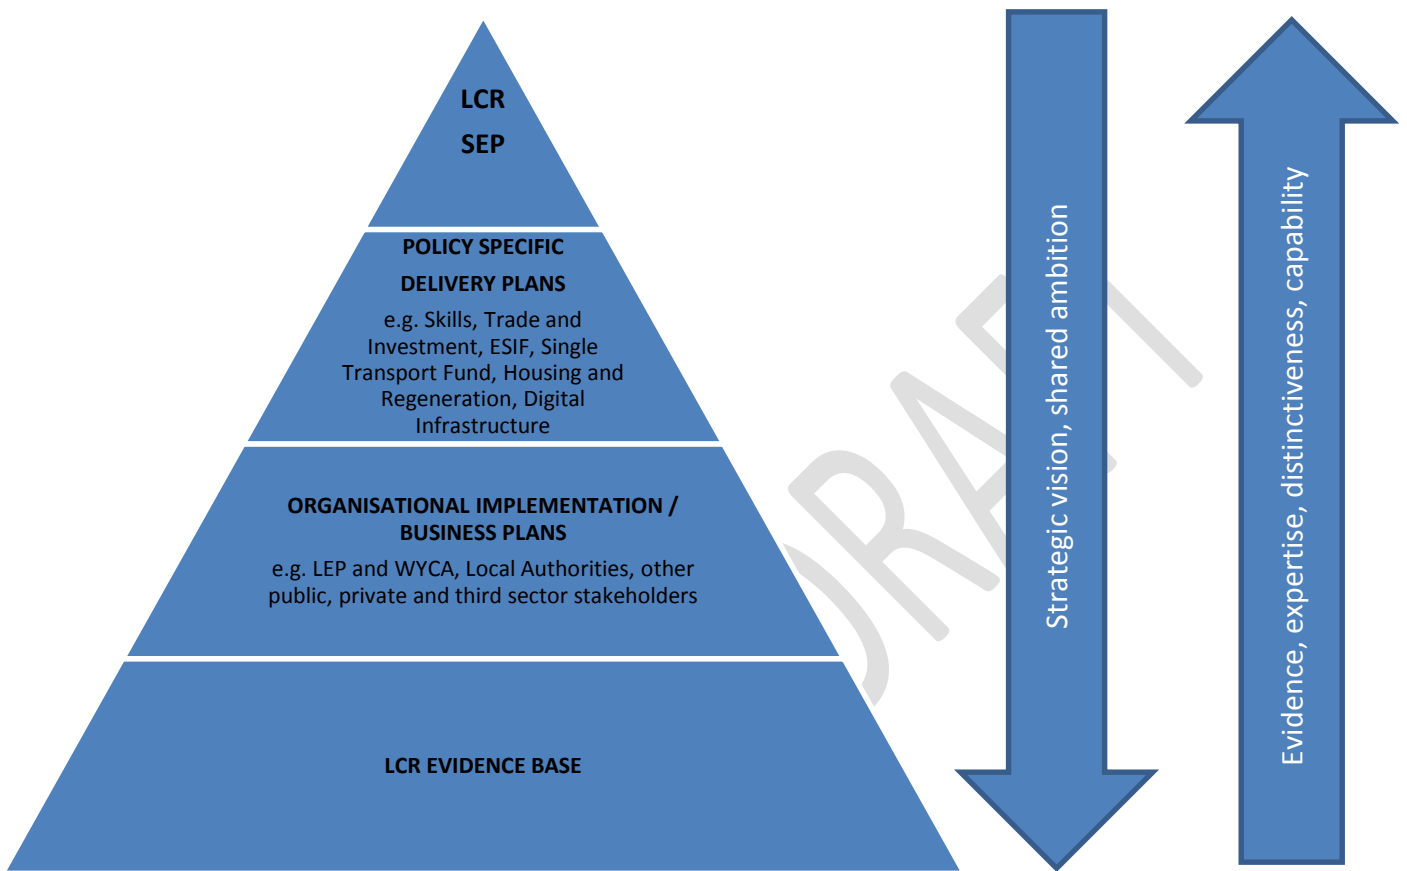 LCR
SEP
POLICY SPECIFIC
DELIVERY PLANS
e.g. Skills, Trade and
Investment, ESIF, Single
Transport Fund, Housing and
Regeneration, Digital
Infrastructure
ORGANISATIONAL IMPLEMENTATION /
BUSINESS PLANS
e.g. LEP and WYCA, Local Authorities, other
public, private and third sector stakeholders
LCR EVIDENCE BASE
Strategic vision, shared ambition
Evidence, expertise, distinctiveness, capability
DRAFT